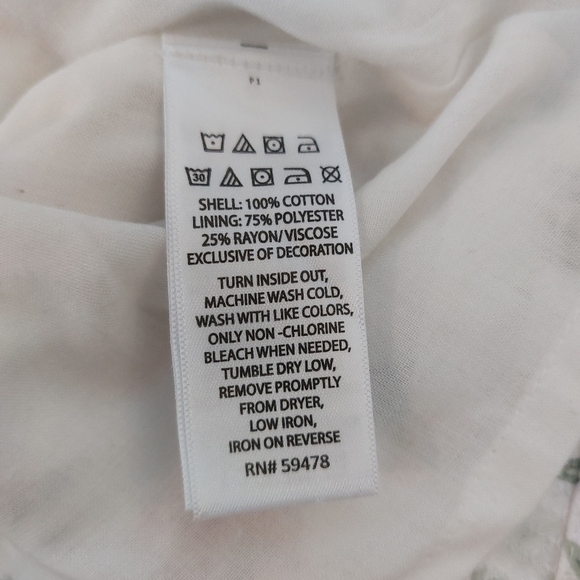 F1
30
SHELL: 100% COTTON
LINING: 75% POLYESTER
25% RAYON/VISCOSE
EXCLUSIVE OF DECORATION
TURN INSIDE OUT,
MACHINE WASH COLD,
WASH WITH LIKE COLORS,
ONLY NON -CHLORINE
BLEACH WHEN NEEDED,
TUMBLE DRY LOW,
REMOVE PROMPTLY
FROM DRYER,
LOW IRON,
IRON ON REVERSE
RN# 59478